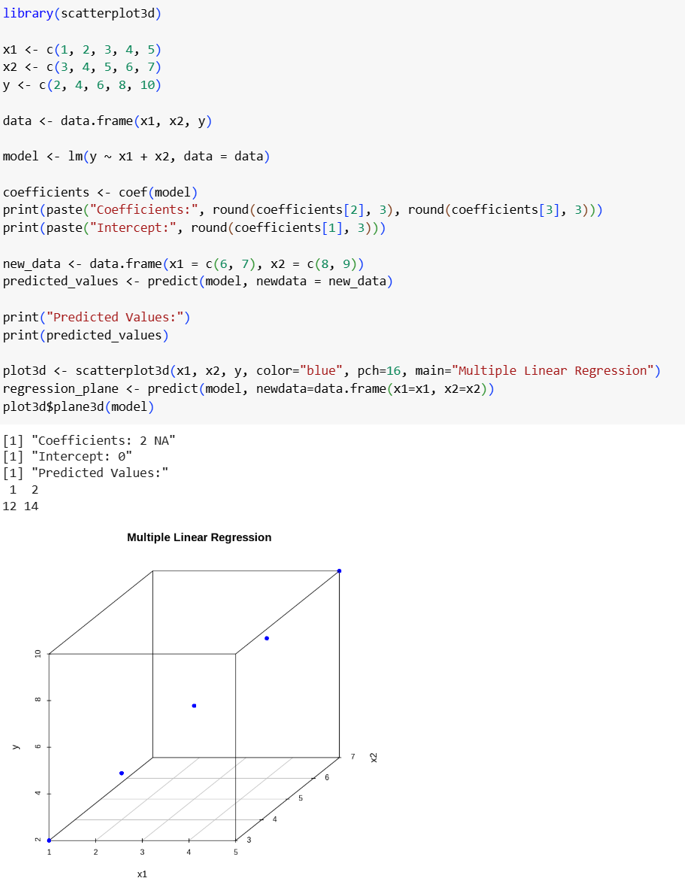 library(scatterplot3d)
x1 <- c(1, 2, 3, 4, 5)
x2 <- c(3, 4, 5, 6, 7)
y <- c(2, 4, 6, 8, 10)
data <- data.frame(x1, x2, y)
model <- lm(y ~ x1 + x2, data = data)
coefficients <- coef(model)
print(paste("Coefficients:", round(coefficients[2], 3), round(coefficients[3], 3)))
print(paste("Intercept:", round(coefficients[1], 3)))
new_data <- data.frame(x1 = c(6, 7), x2 = c(8, 9))
predicted_values <- predict(model, newdata = new_data)
print("Predicted Values:")
print(predicted_values)
plot3d <- scatterplot3d(x1, x2, y, color="blue", pch=16, main="Multiple Linear Regression")
regression_plane <- predict(model, newdata=data.frame(x1=x1, x2=x2))
plot3d$plane3d(model)
[1] "Coefficients: 2 NA"
[1] "Intercept: 0"
[1] "Predicted Values:"
1 2
12 14
Multiple Linear Regression
10
8
6
4
2
y
1 2 3 4 5
x1
3
4
5
6
7
x2